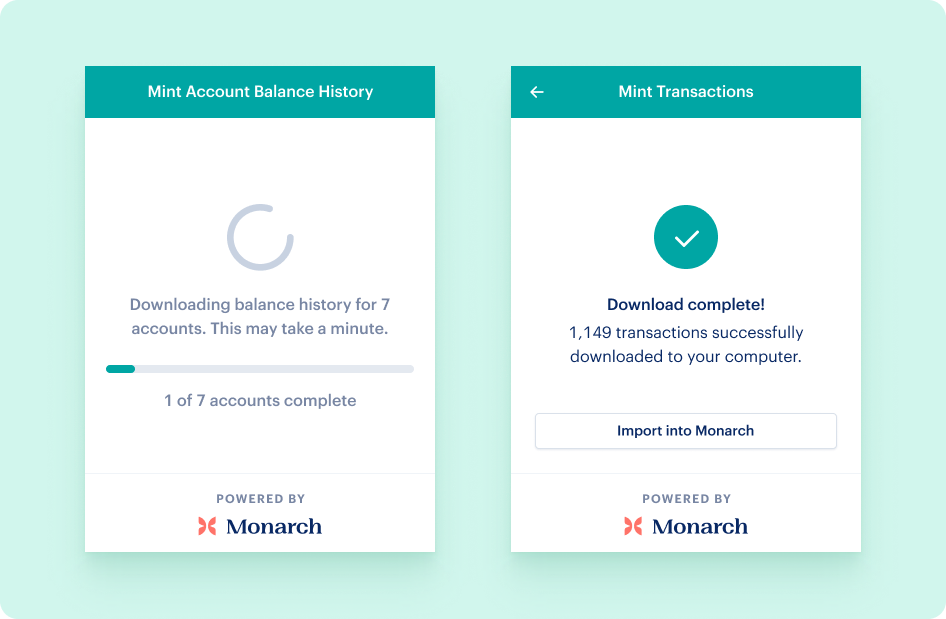 Mint Account Balance History
Downloading balance history for 7
accounts. This may take a minute.
1 of 7 accounts complete
POWERED BY
Monarch
Mint Transactions
Download complete!
1,149 transactions successfully
downloaded to your computer.
Import into Monarch
POWERED BY
Monarch